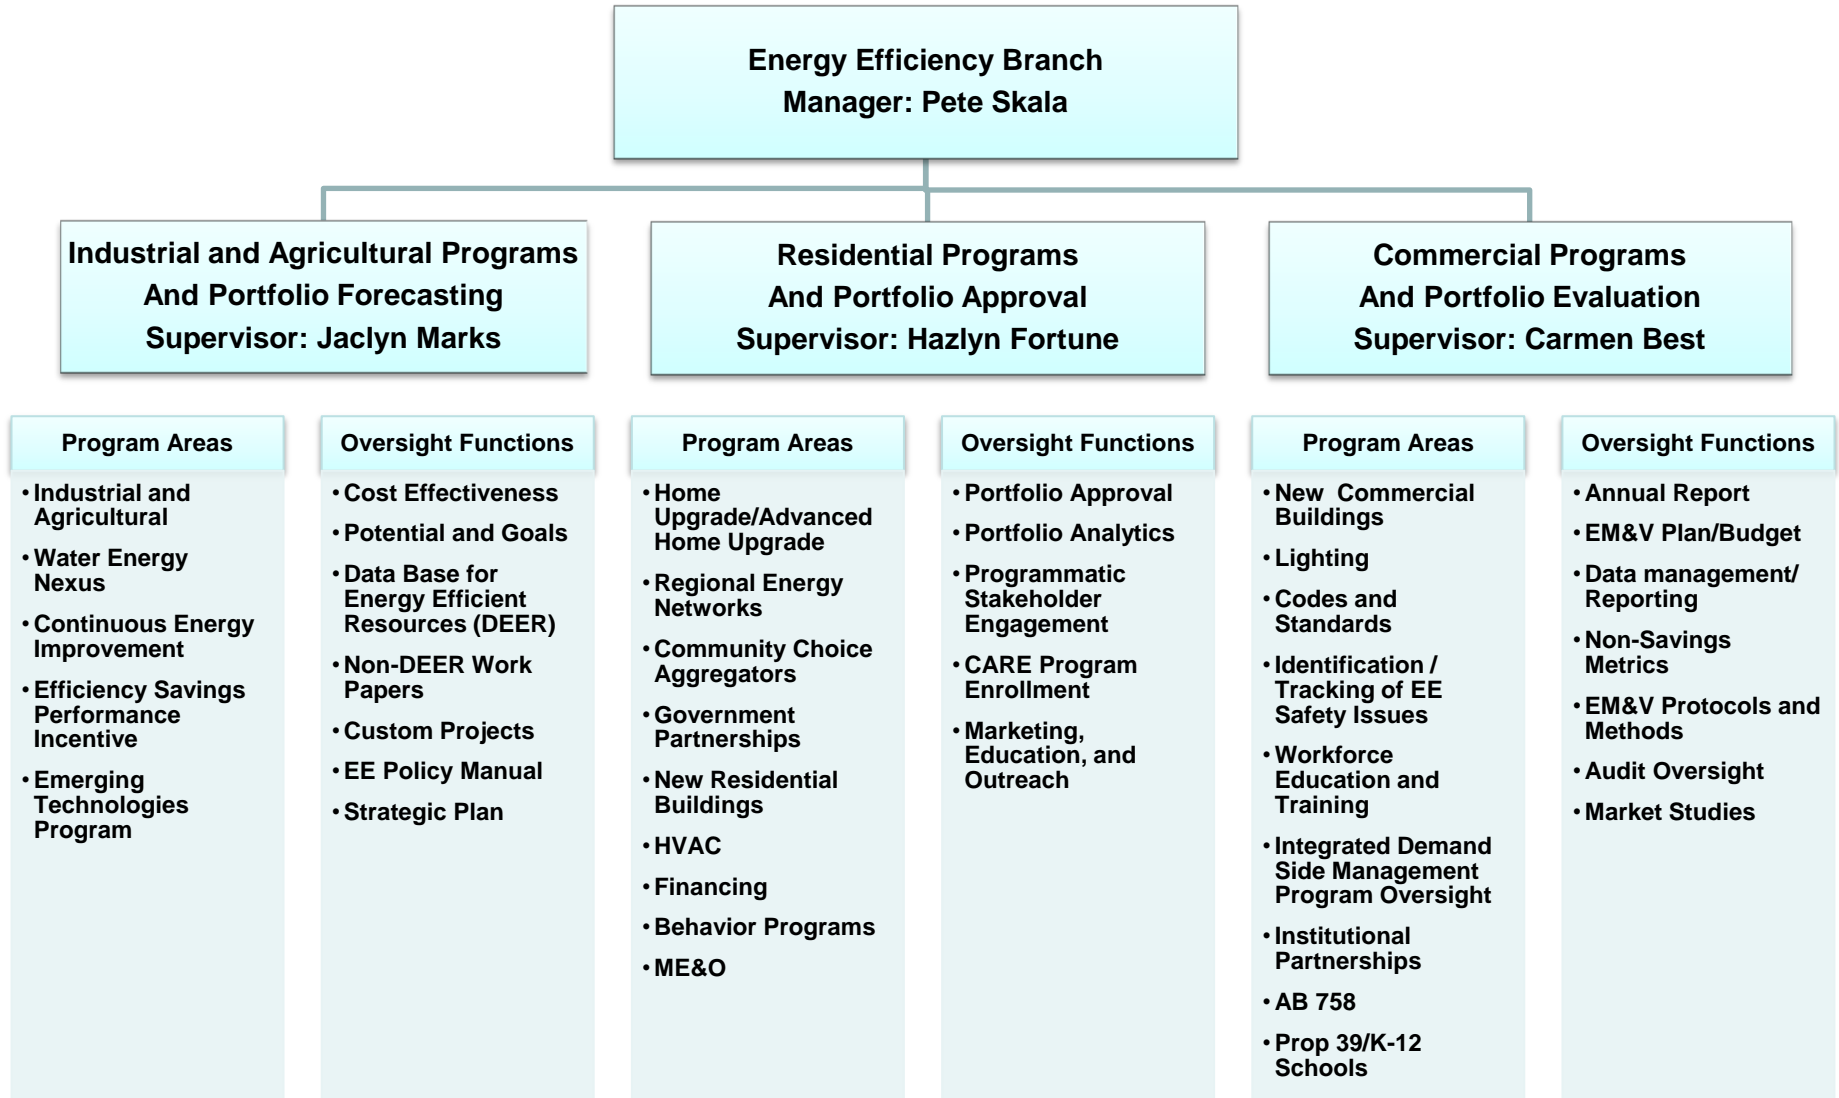 Energy Efficiency Branch
Manager: Pete Skala
Industrial and Agricultural Programs
And Portfolio Forecasting
Supervisor: Jaclyn Marks
Residential Programs
And Portfolio Approval
Supervisor: Hazlyn Fortune
Commercial Programs
And Portfolio Evaluation
Supervisor: Carmen Best
Program Areas
• Industrial and
Agricultural
• Water Energy
Nexus
• Continuous Energy
Improvement
• Efficiency Savings
Performance
Incentive
• Emerging
Technologies
Program
Oversight Functions
• Cost Effectiveness
• Potential and Goals
• Data Base for
Energy Efficient
Resources (DEER)
• Non-DEER Work
Papers
• Custom Projects
• EE Policy Manual
• Strategic Plan
Program Areas
• Home
Upgrade/Advanced
Home Upgrade
• Regional Energy
Networks
• Community Choice
Aggregators
• Government
Partnerships
• New Residential
Buildings
• HVAC
• Financing
• Behavior Programs
• ME&O
Oversight Functions
• Portfolio Approval
• Portfolio Analytics
• Programmatic
Stakeholder
Engagement
• CARE Program
Enrollment
• Marketing,
Education, and
Outreach
Program Areas
• New Commercial
Buildings
• Lighting
• Codes and
Standards
• Identification /
Tracking of EE
Safety Issues
• Workforce
Education and
Training
• Integrated Demand
Side Management
Program Oversight
• Institutional
Partnerships
• AB 758
• Prop 39/K-12
Schools
Oversight Functions
• Annual Report
• EM&V Plan/Budget
• Data management/
Reporting
• Non-Savings
Metrics
• EM&V Protocols and
Methods
• Audit Oversight
• Market Studies